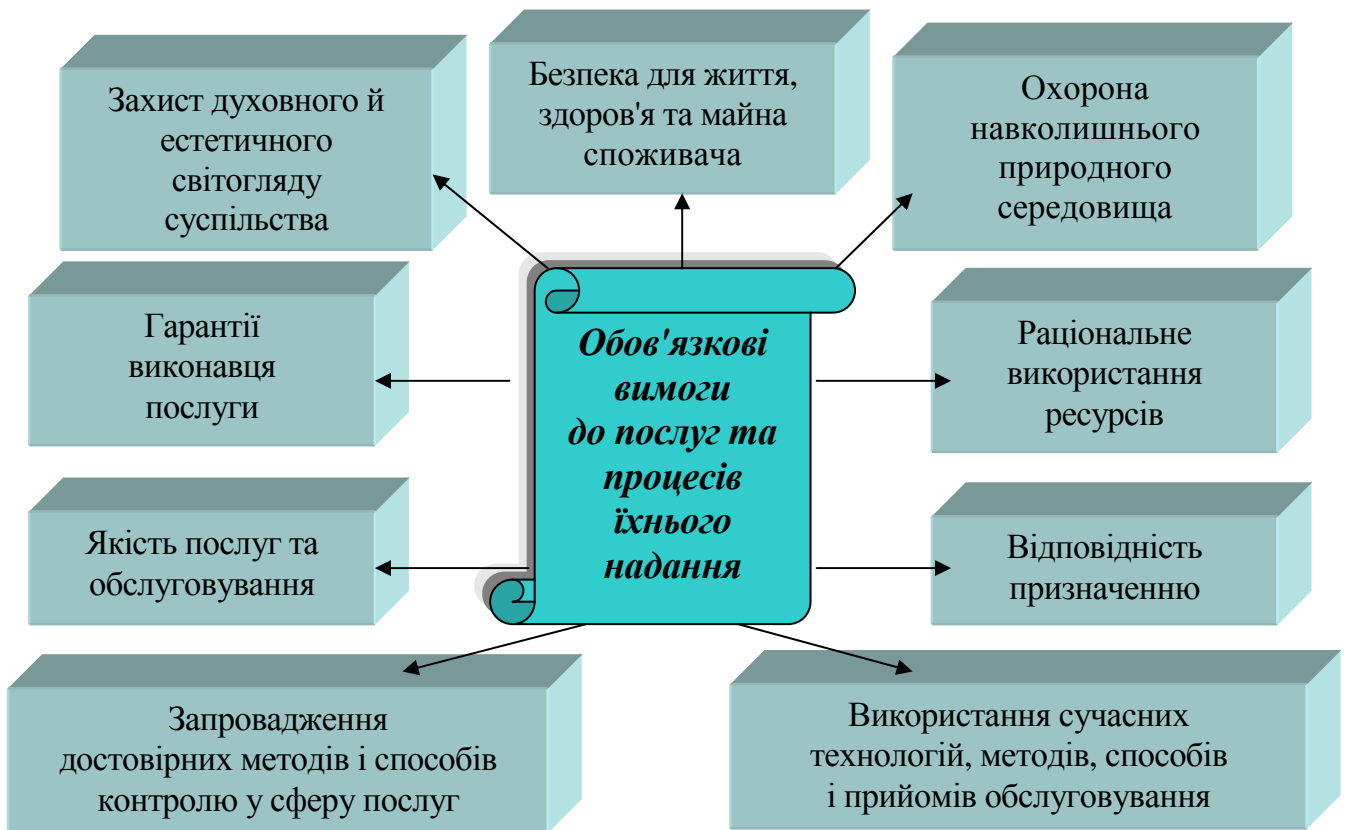 Захист духовного й
естетичного
світогляду
суспільства
Безпека для життя,
здоров'я та майна
споживача
Охорона
навколишнього
природного
середовища
Гарантії
виконавця
послуги
Обов'язкові
вимоги
до послуг та
процесів
їхнього
надання
Раціональне
використання
ресурсів
Якість послуг та
обслуговування
Відповідність
призначенню
Запровадження
достовірних методів і способів
контролю у сферу послуг
Використання сучасних
технологій, методів, способів
і прийомів обслуговування